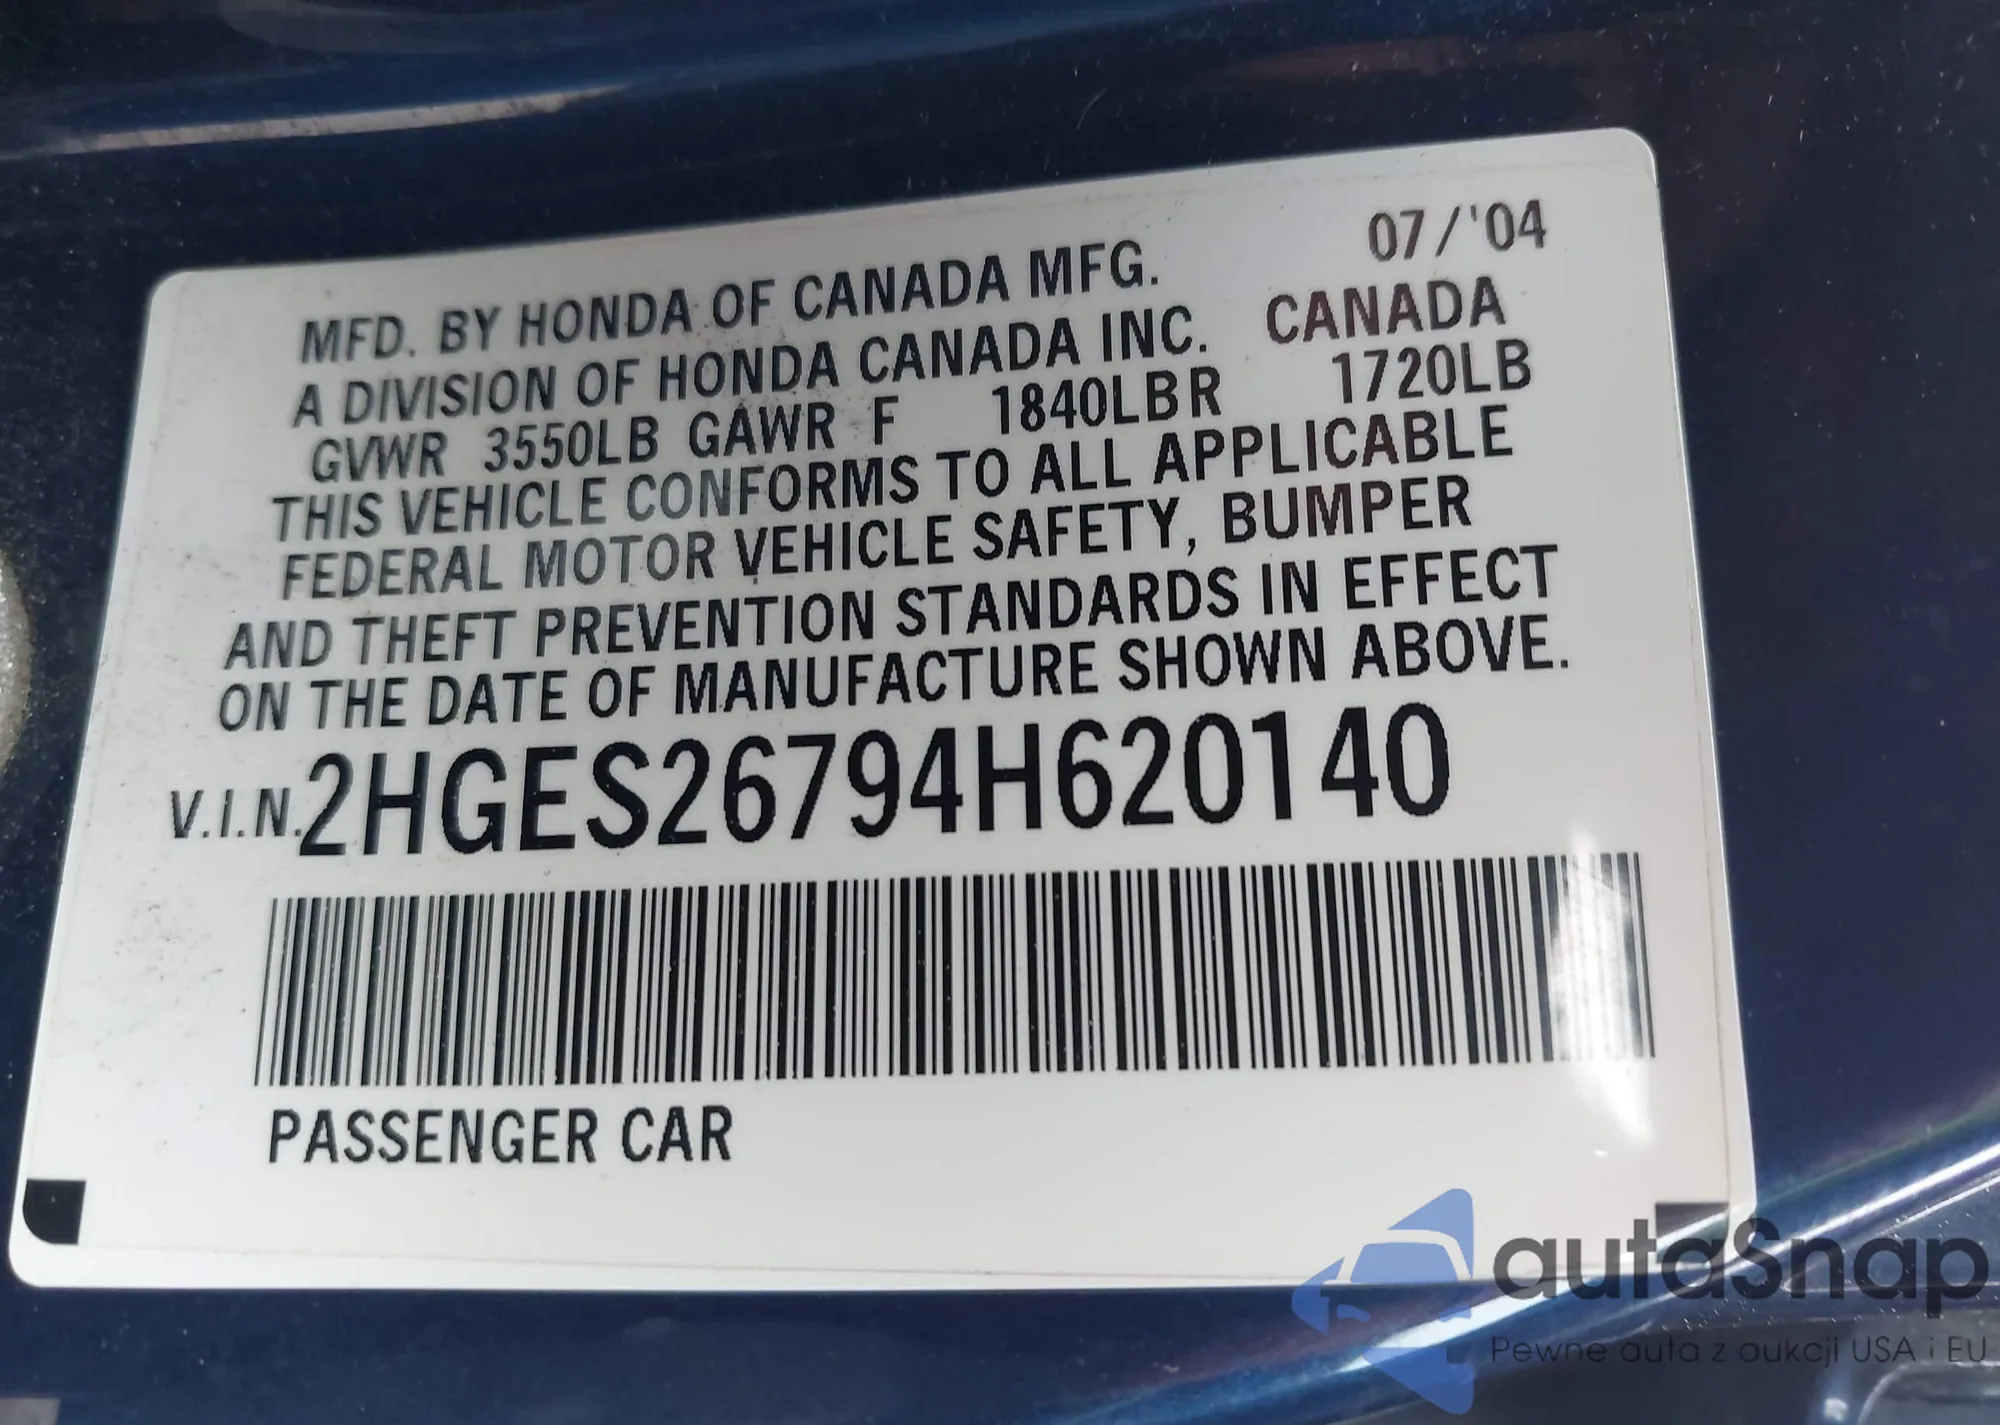 07/'04
MFD. BY HONDA OF CANADA MFG.
A DIVISION OF HONDA CANADA INC. CANADA
GVWR 3550LB GAWR F 1840LBR 1720LB
THIS VEHICLE CONFORMS TO ALL APPLICABLE
FEDERAL MOTOR VEHICLE SAFETY, BUMPER
AND THEFT PREVENTION STANDARDS IN EFFECT
ON THE DATE OF MANUFACTURE SHOWN ABOVE.
V.I.N. 2HGES26794H620140
PASSENGER CAR
autaSnap
Pewne auta z aukcji USA i EU